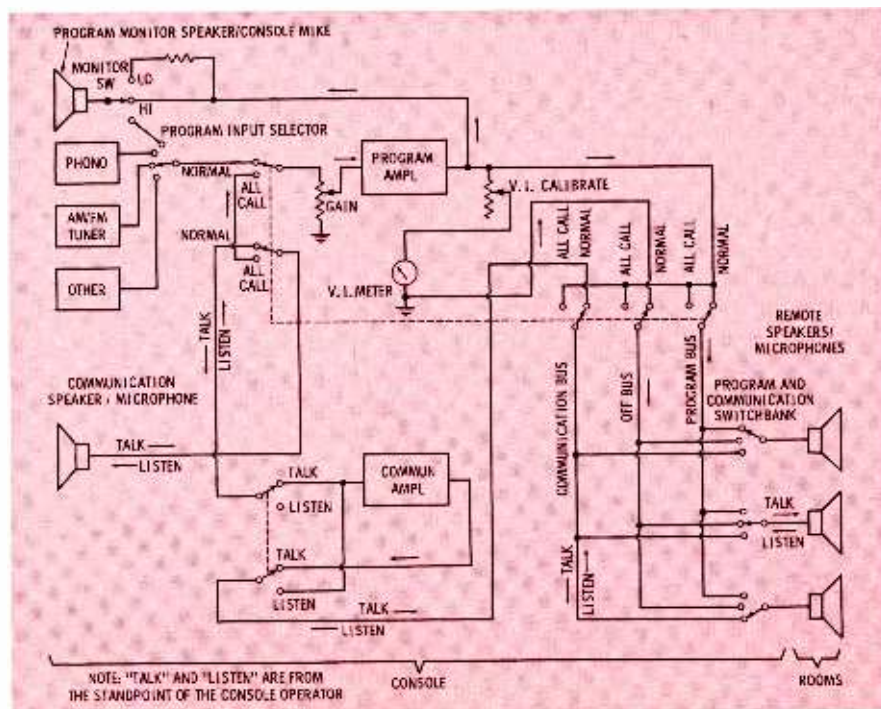 PROGRAM MONITOR SPEAKER/CONSOLE MIKE
MONITOR
SW
LO
HI
PROGRAM INPUT SELECTOR
PHONO
NORMAL
ALL
CALL
GAIN
PROGRAM
AMPL
V.I. CALIBRATE
AM/FM
TUNER
NORMAL
ALL
CALL
OTHER
V.I. METER
ALL CALL
NORMAL
ALL CALL
NORMAL
ALL CALL
NORMAL
TALK
LISTEN
REMOTE
SPEAKERS/
MICROPHONES
COMMUNICATION
SPEAKER / MICROPHONE
COMMUNICATION BUS
OFF BUS
PROGRAM BUS
PROGRAM AND
COMMUNICATION
SWITCHBANK
TALK
LISTEN
TALK
LISTEN
COMMUN
AMPL
TALK
LISTEN
TALK
LISTEN
TALK
LISTEN
TALK
LISTEN
NOTE: "TALK" AND "LISTEN" ARE FROM
THE STANDPOINT OF THE CONSOLE OPERATOR
CONSOLE
ROOMS